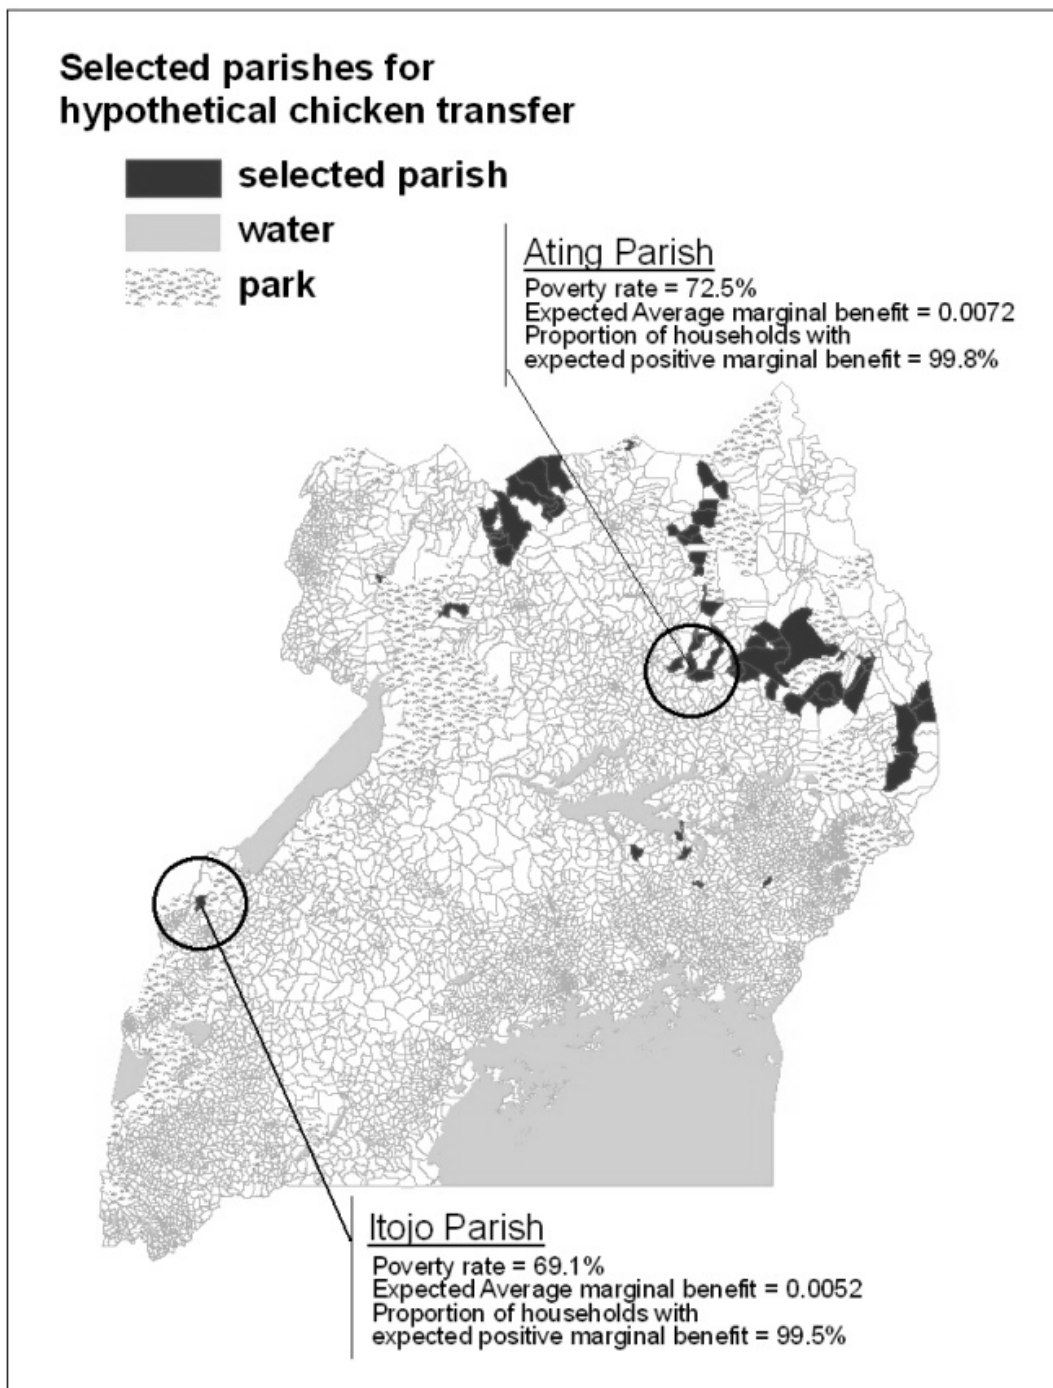 Selected parishes for
hypothetical chicken transfer
selected parish
water
park
Ating Parish
Poverty rate = 72.5%
Expected Average marginal benefit = 0.0072
Proportion of households with
expected positive marginal benefit = 99.8%
Itojo Parish
Poverty rate = 69.1%
Expected Average marginal benefit = 0.0052
Proportion of households with
expected positive marginal benefit = 99.5%